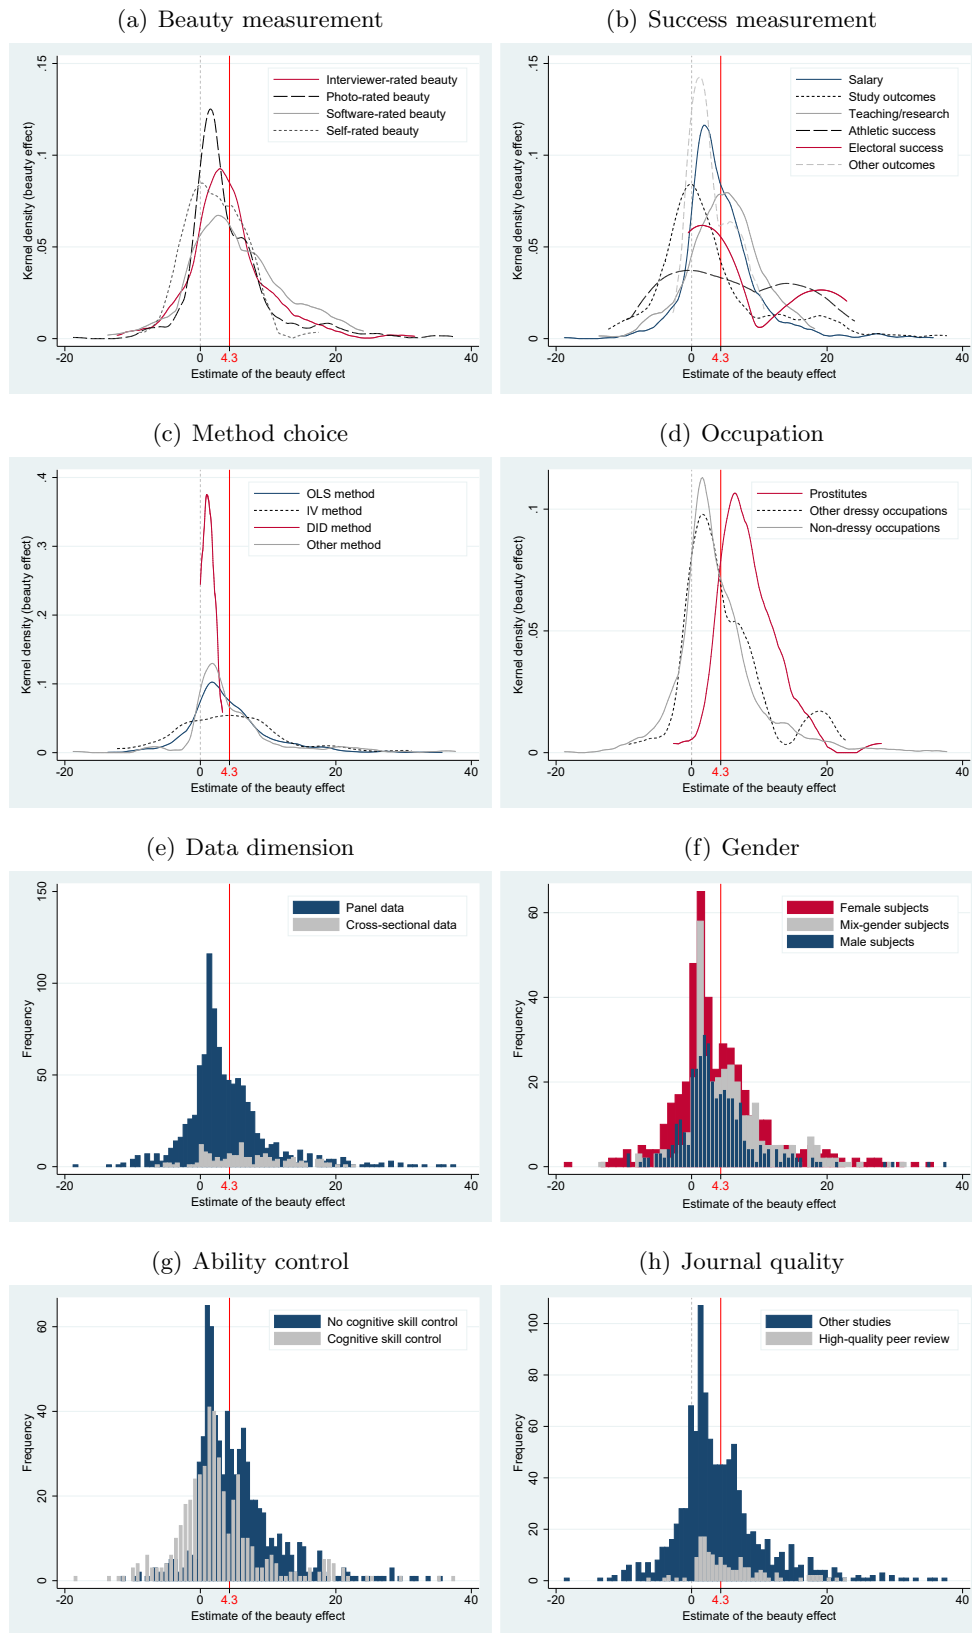 (a) Beauty measurement
Kernel density (beauty effect)
.15
.1
.05
0
Interviewer-rated beauty
Photo-rated beauty
Software-rated beauty
Self-rated beauty
-20 0 4.3 20 40
Estimate of the beauty effect
(b) Success measurement
Kernel density (beauty effect)
.15
.1
.05
0
Salary
Study outcomes
Teaching/research
Athletic success
Electoral success
Other outcomes
-20 0 4.3 20 40
Estimate of the beauty effect
(c) Method choice
Kernel density (beauty effect)
.4
.3
.2
.1
0
OLS method
IV method
DID method
Other method
-20 0 4.3 20 40
Estimate of the beauty effect
(d) Occupation
Kernel density (beauty effect)
.1
.05
0
Prostitutes
Other dressy occupations
Non-dressy occupations
-20 0 4.3 20 40
Estimate of the beauty effect
(e) Data dimension
Frequency
150
100
50
0
Panel data
Cross-sectional data
-20 0 4.3 20 40
Estimate of the beauty effect
(f) Gender
Frequency
60
40
20
0
Female subjects
Mix-gender subjects
Male subjects
-20 0 4.3 20 40
Estimate of the beauty effect
(g) Ability control
Frequency
60
40
20
0
No cognitive skill control
Cognitive skill control
-20 0 4.3 20 40
Estimate of the beauty effect
(h) Journal quality
Frequency
100
80
60
40
20
0
Other studies
High-quality peer review
-20 0 4.3 20 40
Estimate of the beauty effect